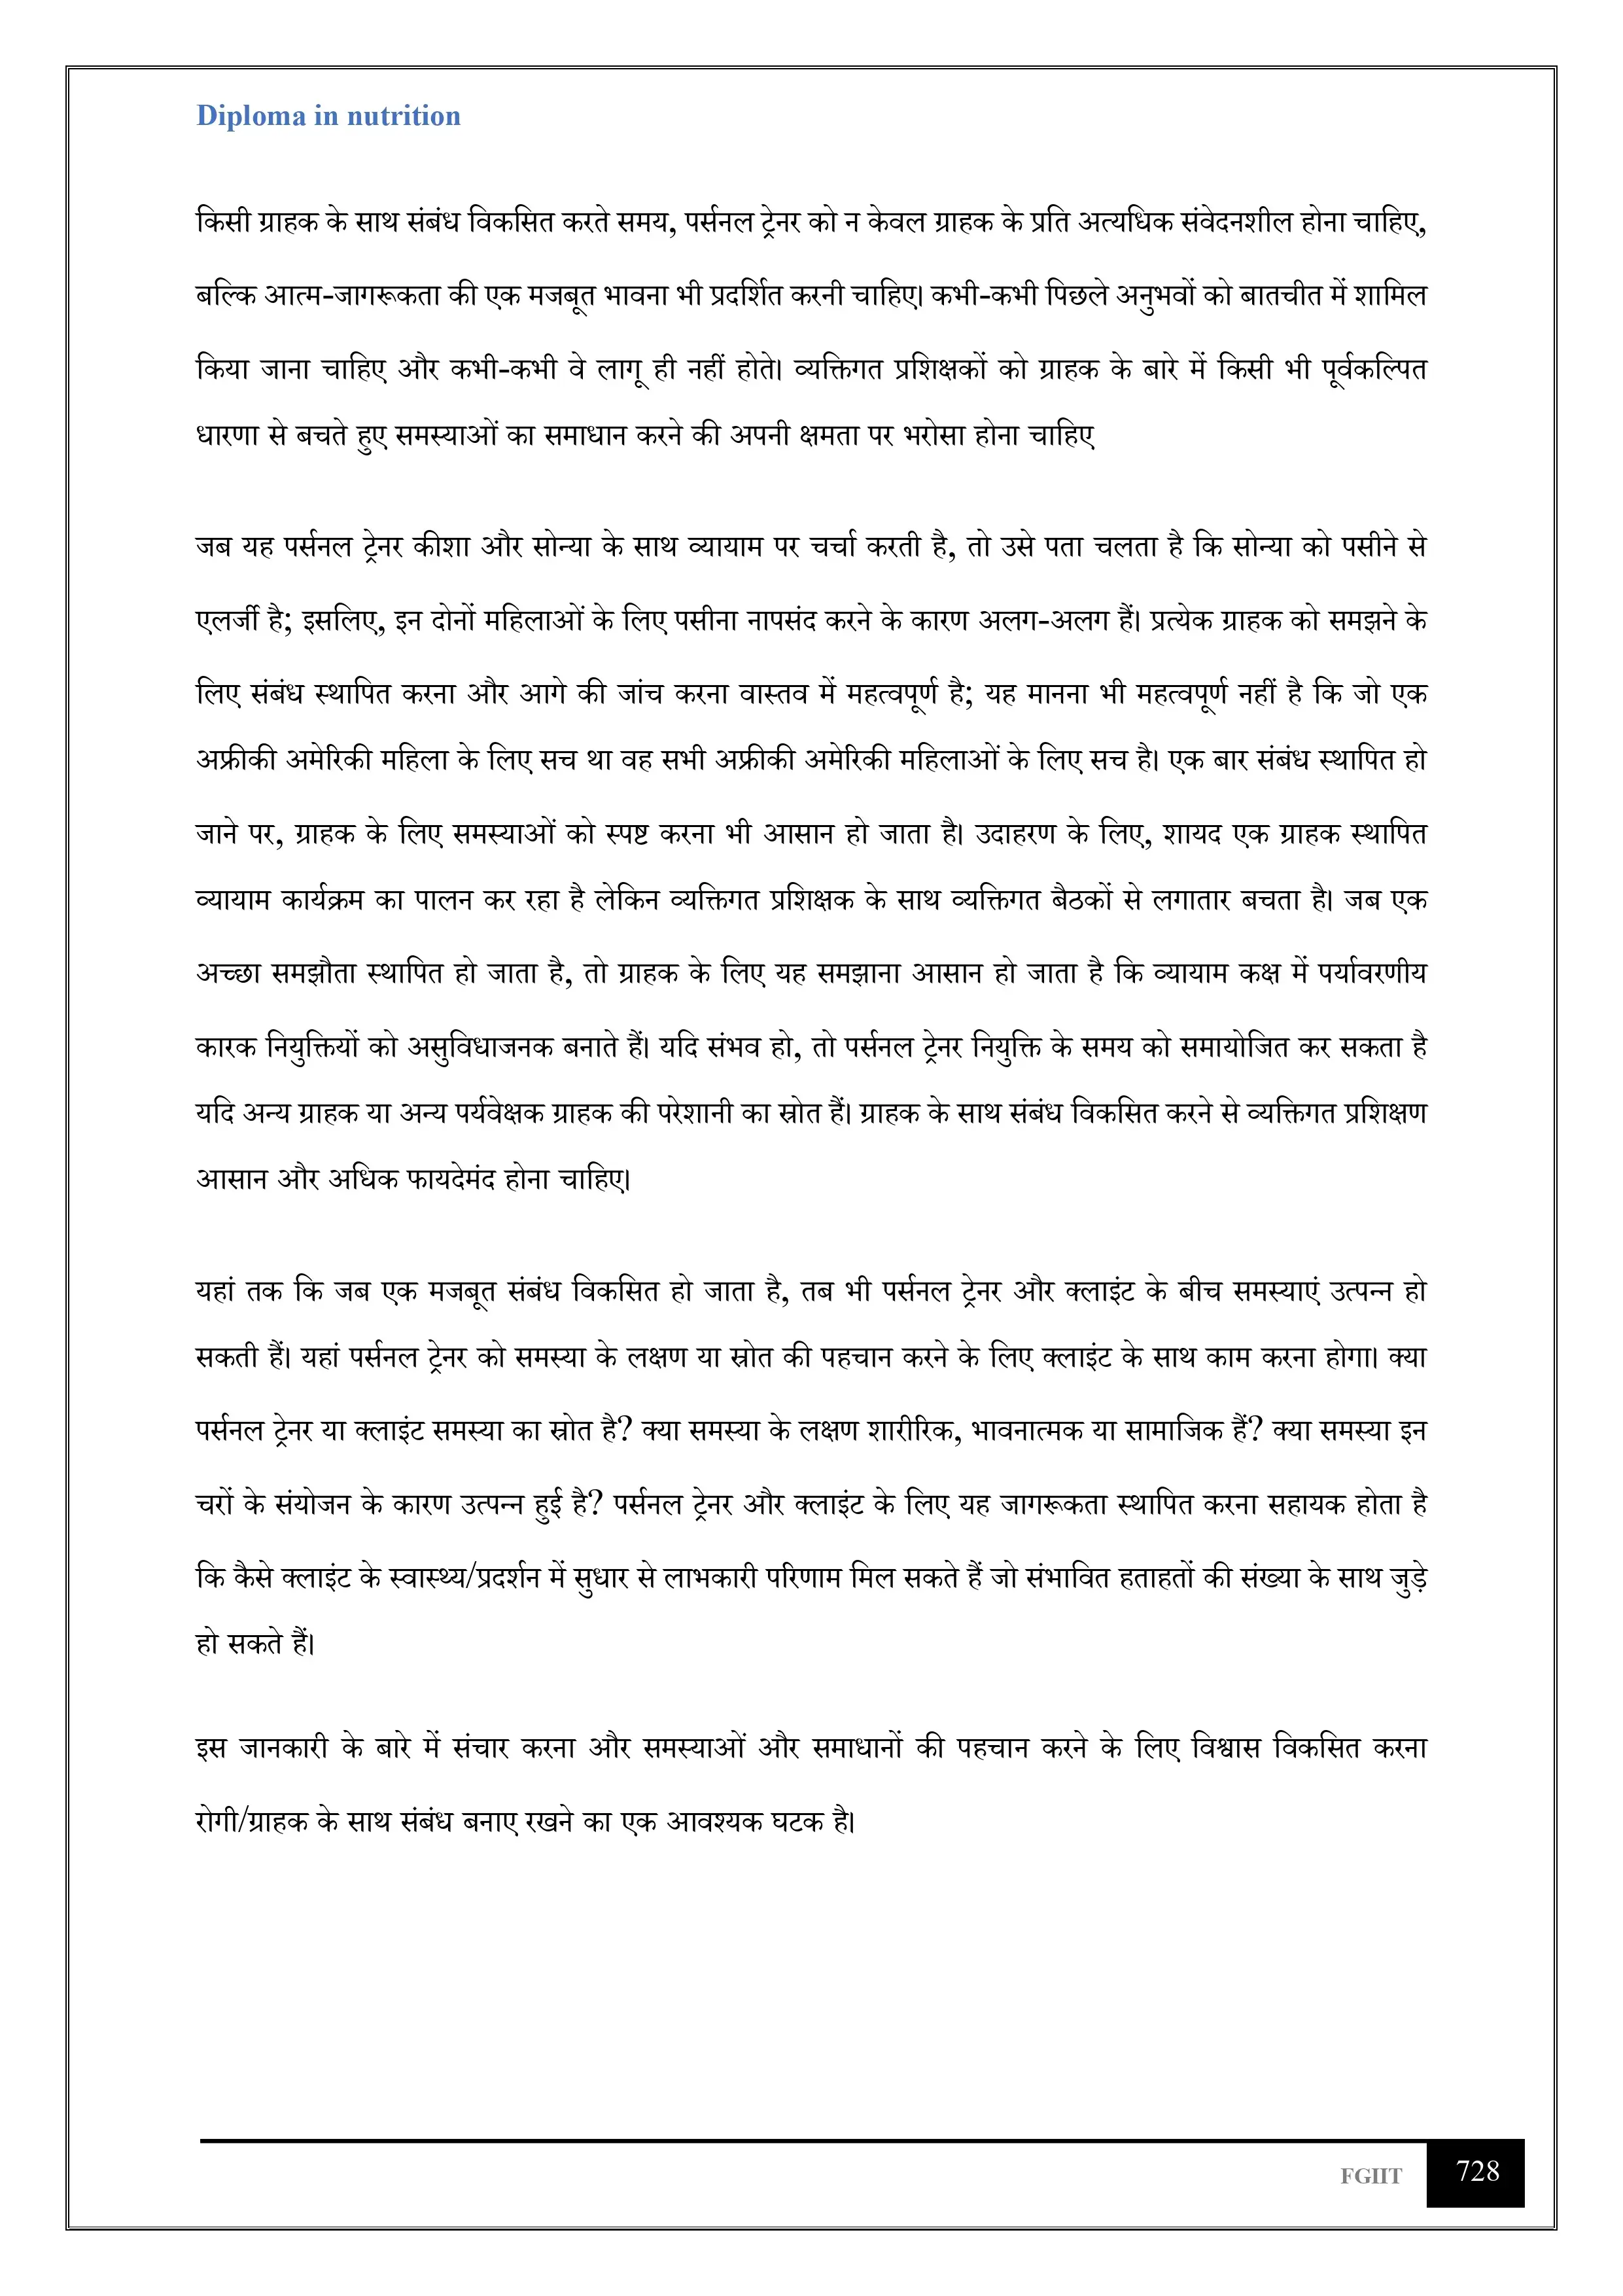 Diploma in nutrition
किसी ग्राहक के साथ संबंध विकसित करते समय, पर्सनल ट्रेनर को न केवल ग्राहक के प्रति अत्यधिक संवेदनशील होना चाहिए,
बल्कि आत्म-जागरूकता की एक मजबूत भावना भी प्रदर्शित करनी चाहिए। कभी-कभी पिछले अनुभवों को बातचीत में शामिल
किया जाना चाहिए और कभी-कभी वे लागू ही नहीं होते। व्यक्तिगत प्रशिक्षकों को ग्राहक के बारे में किसी भी पूर्वकल्पित
धारणा से बचते हुए समस्याओं का समाधान करने की अपनी क्षमता पर भरोसा होना चाहिए
जब यह पर्सनल ट्रेनर कीशा और सोन्या के साथ व्यायाम पर चर्चा करती है, तो उसे पता चलता है कि सोन्या को पसीने से
एलर्जी है; इसलिए, इन दोनों महिलाओं के लिए पसीना नापसंद करने के कारण अलग-अलग हैं। प्रत्येक ग्राहक को समझने के
लिए संबंध स्थापित करना और आगे की जांच करना वास्तव में महत्वपूर्ण है; यह मानना भी महत्वपूर्ण नहीं है कि जो एक
अफ्रीकी अमेरिकी महिला के लिए सच था वह सभी अफ्रीकी अमेरिकी महिलाओं के लिए सच है। एक बार संबंध स्थापित हो
जाने पर, ग्राहक के लिए समस्याओं को स्पष्ट करना भी आसान हो जाता है। उदाहरण के लिए, शायद एक ग्राहक स्थापित
व्यायाम कार्यक्रम का पालन कर रहा है लेकिन व्यक्तिगत प्रशिक्षक के साथ व्यक्तिगत बैठकों से लगातार बचता है। जब एक
अच्छा समझौता स्थापित हो जाता है, तो ग्राहक के लिए यह समझाना आसान हो जाता है कि व्यायाम कक्ष में पर्यावरणीय
कारक नियुक्तियों को असुविधाजनक बनाते हैं। यदि संभव हो, तो पर्सनल ट्रेनर नियुक्ति के समय को समायोजित कर सकता है
यदि अन्य ग्राहक या अन्य पर्यवेक्षक ग्राहक की परेशानी का स्रोत हैं। ग्राहक के साथ संबंध विकसित करने से व्यक्तिगत प्रशिक्षण
आसान और अधिक फायदेमंद होना चाहिए।
यहां तक कि जब एक मजबूत संबंध विकसित हो जाता है, तब भी पर्सनल ट्रेनर और क्लाइंट के बीच समस्याएं उत्पन्न हो
सकती हैं। यहां पर्सनल ट्रेनर को समस्या के लक्षण या स्रोत की पहचान करने के लिए क्लाइंट के साथ काम करना होगा। क्या
पर्सनल ट्रेनर या क्लाइंट समस्या का स्रोत है? क्या समस्या के लक्षण शारीरिक, भावनात्मक या सामाजिक हैं? क्या समस्या इन
चरों के संयोजन के कारण उत्पन्न हुई है? पर्सनल ट्रेनर और क्लाइंट के लिए यह जागरूकता स्थापित करना सहायक होता है
कि कैसे क्लाइंट के स्वास्थ्य/प्रदर्शन में सुधार से लाभकारी परिणाम मिल सकते हैं जो संभावित हताहतों की संख्या के साथ जुड़े
हो सकते हैं।
इस जानकारी के बारे में संचार करना और समस्याओं और समाधानों की पहचान करने के लिए विश्वास विकसित करना
रोगी/ग्राहक के साथ संबंध बनाए रखने का एक आवश्यक घटक है।
FGIIT 728